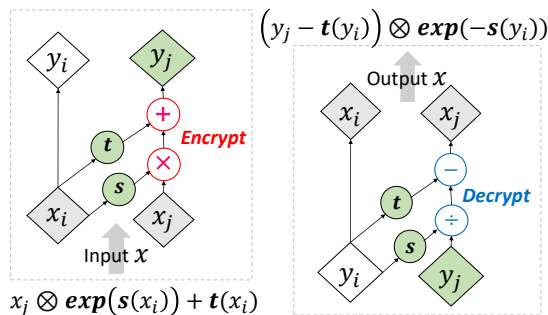 (y_j − t(y_i)) ⊗ exp(−s(y_i))
y_i
y_j
+
Encrypt
t
×
s
x_i
x_j
Input x
x_j ⊗ exp(s(x_i)) + t(x_i)
Output x
x_i
x_j
−
t
Decrypt
÷
s
y_i
y_j